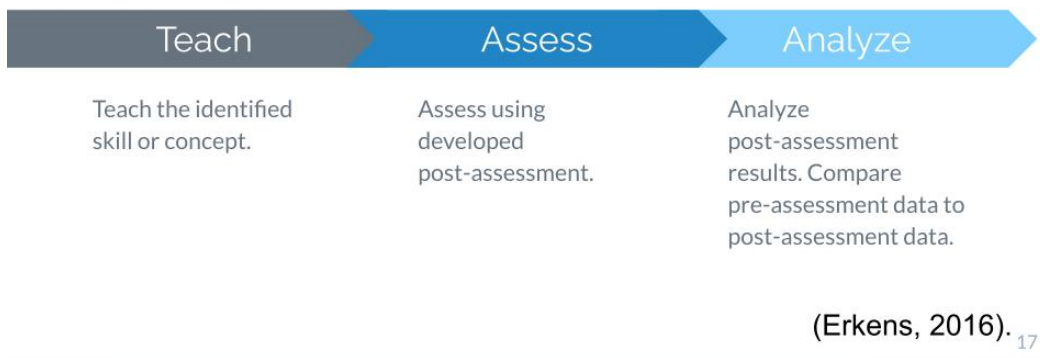 Teach
Assess
Analyze
Teach the identified
skill or concept.
Assess using
developed
post-assessment.
Analyze
post-assessment
results. Compare
pre-assessment data to
post-assessment data.
(Erkens, 2016).
17